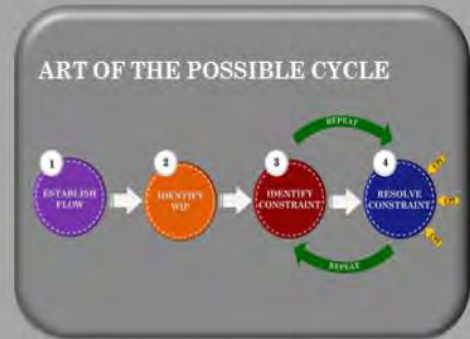 ART OF THE POSSIBLE CYCLE
REPEAT
1
ESTABLISH
FLOW
2
IDENTIFY
WIP
3
IDENTIFY
CONSTRAINT
4
RESOLVE
CONSTRAINT
REPEAT